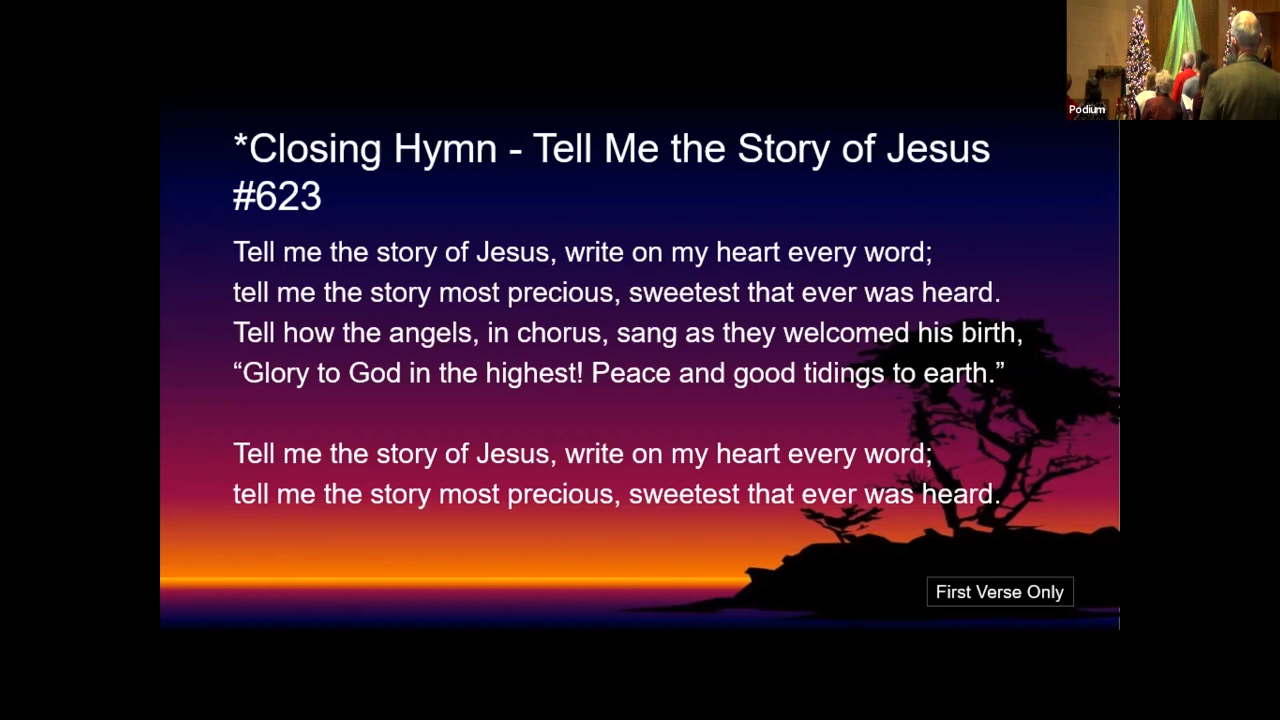 *Closing Hymn - Tell Me the Story of Jesus
#623
Tell me the story of Jesus, write on my heart every word;
tell me the story most precious, sweetest that ever was heard.
Tell how the angels, in chorus, sang as they welcomed his birth,
“Glory to God in the highest! Peace and good tidings to earth.”
Tell me the story of Jesus, write on my heart every word;
tell me the story most precious, sweetest that ever was heard.
First Verse Only
Podium